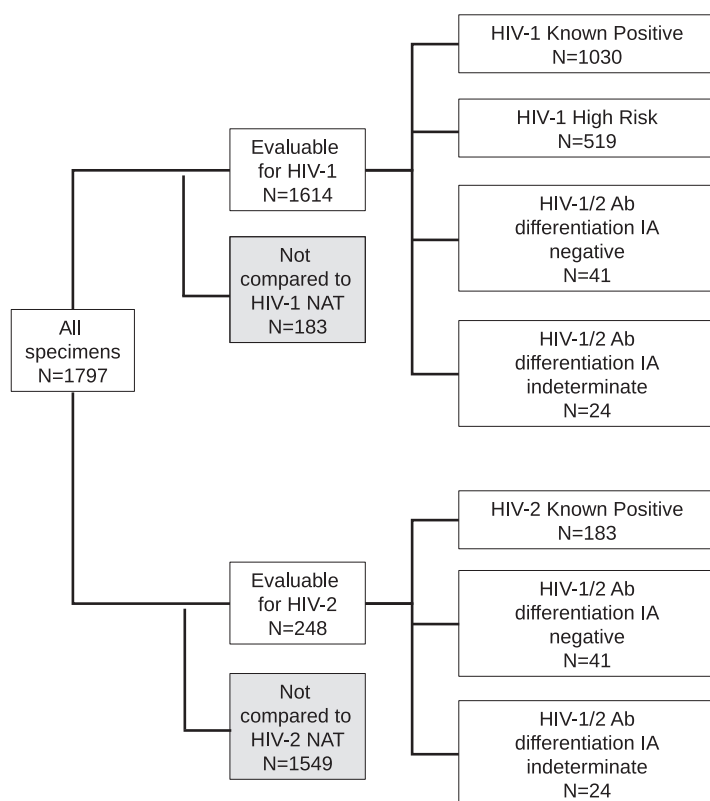 All
specimens
N=1797
Evaluable
for HIV-1
N=1614
Not
compared to
HIV-1 NAT
N=183
HIV-1 Known Positive
N=1030
HIV-1 High Risk
N=519
HIV-1/2 Ab
differentiation IA
negative
N=41
HIV-1/2 Ab
differentiation IA
indeterminate
N=24
Evaluable
for HIV-2
N=248
Not
compared to
HIV-2 NAT
N=1549
HIV-2 Known Positive
N=183
HIV-1/2 Ab
differentiation IA
negative
N=41
HIV-1/2 Ab
differentiation IA
indeterminate
N=24